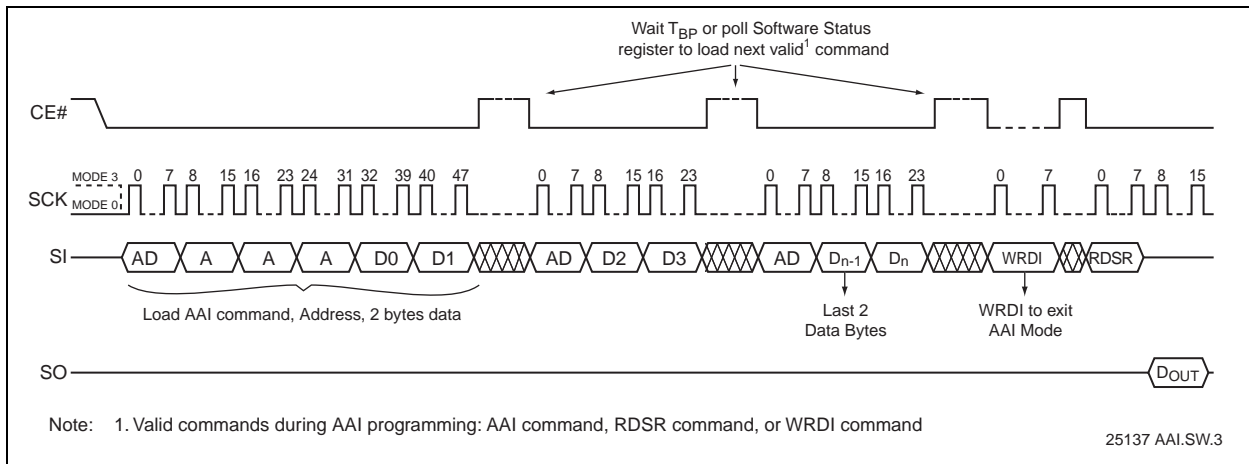 Wait TBP or poll Software Status
register to load next valid1 command
CE#
MODE 3
MODE 0
SCK
0 7 8 15 16 23 24 31 32 39 40 47 0 7 8 15 16 23 0 7 8 15 16 23 0 7 0 7 8 15
SI
AD A A A D0 D1 AD D2 D3 AD Dn-1 Dn WRDI RDSR
Load AAI command, Address, 2 bytes data
Last 2
Data Bytes
WRDI to exit
AAI Mode
SO
DOUT
Note: 1. Valid commands during AAI programming: AAI command, RDSR command, or WRDI command
25137 AAI.SW.3